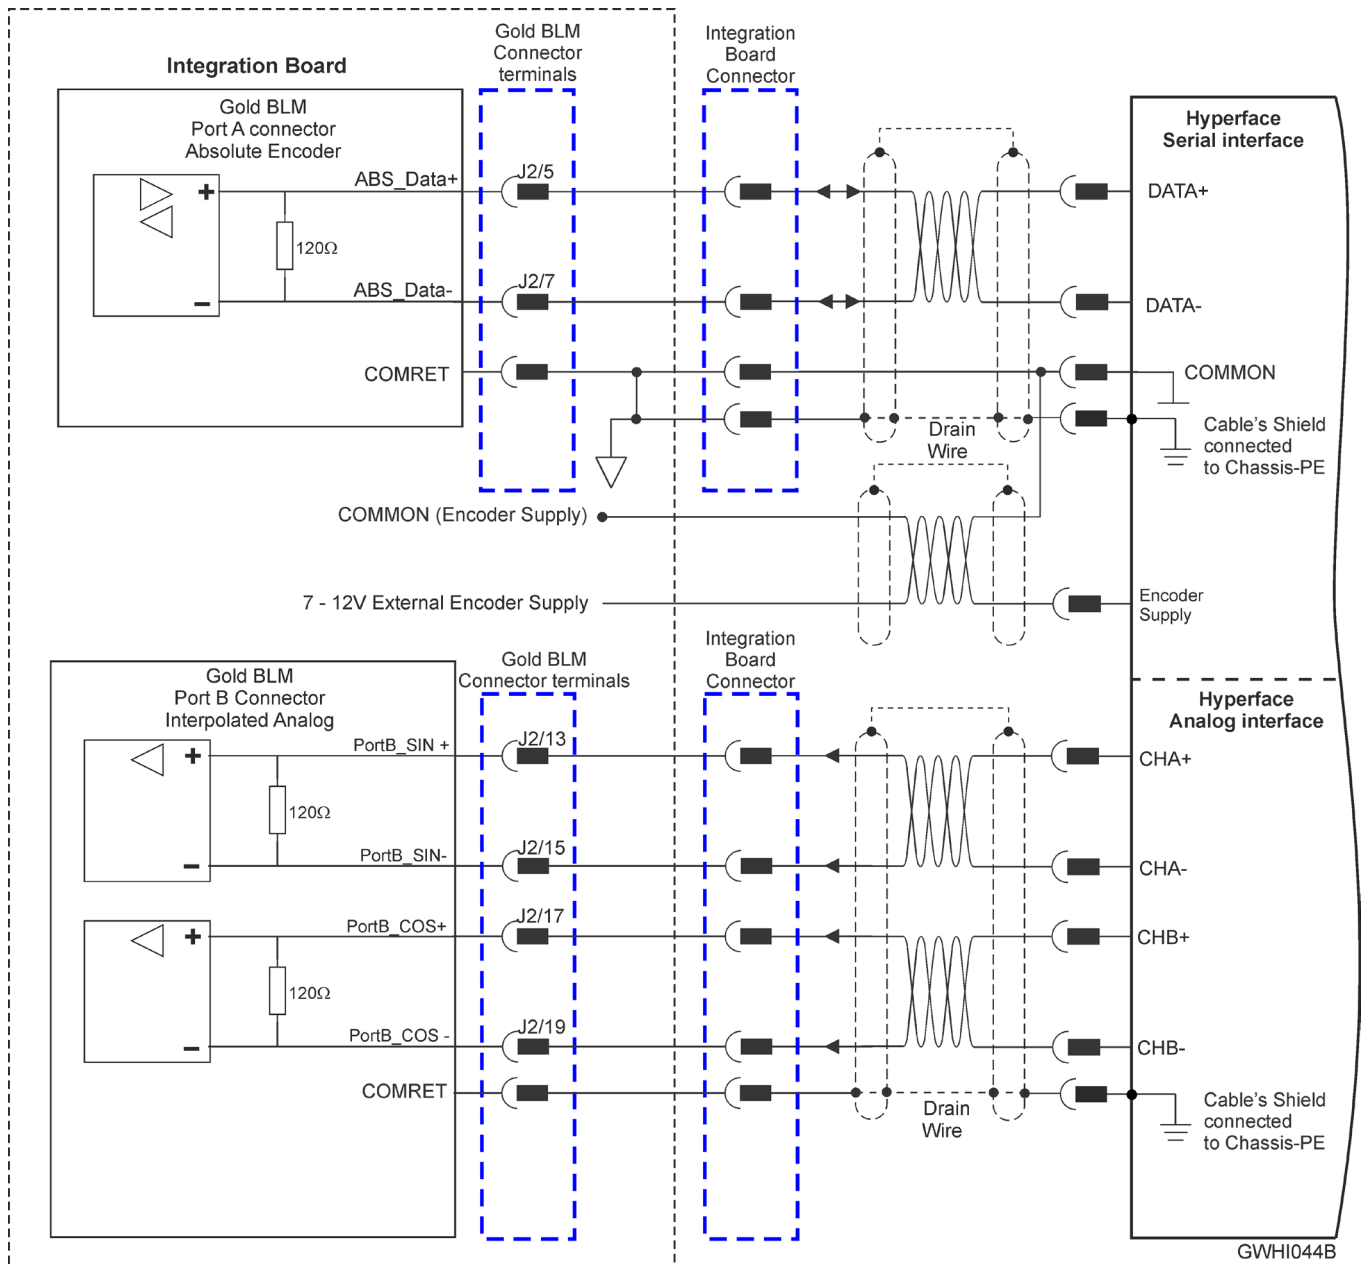 Integration Board
Gold BLM
Connector
terminals
Integration
Board
Connector
Gold BLM
Port A connector
Absolute Encoder
Hyperface
Serial interface
+
ABS_Data+
J2/5
DATA+
120Ω
–
ABS_Data-
J2/7
DATA-
COMRET
COMMON
Drain
Wire
Cable's Shield
connected
to Chassis-PE
COMMON (Encoder Supply)
7 - 12V External Encoder Supply
Encoder
Supply
Gold BLM
Port B Connector
Interpolated Analog
Gold BLM
Connector terminals
Integration
Board
Connector
Hyperface
Analog interface
+
PortB_SIN +
J2/13
CHA+
120Ω
–
PortB_SIN-
J2/15
CHA-
+
PortB_COS+
J2/17
CHB+
120Ω
–
PortB_COS -
J2/19
CHB-
COMRET
Drain
Wire
Cable's Shield
connected
to Chassis-PE
GWHI044B